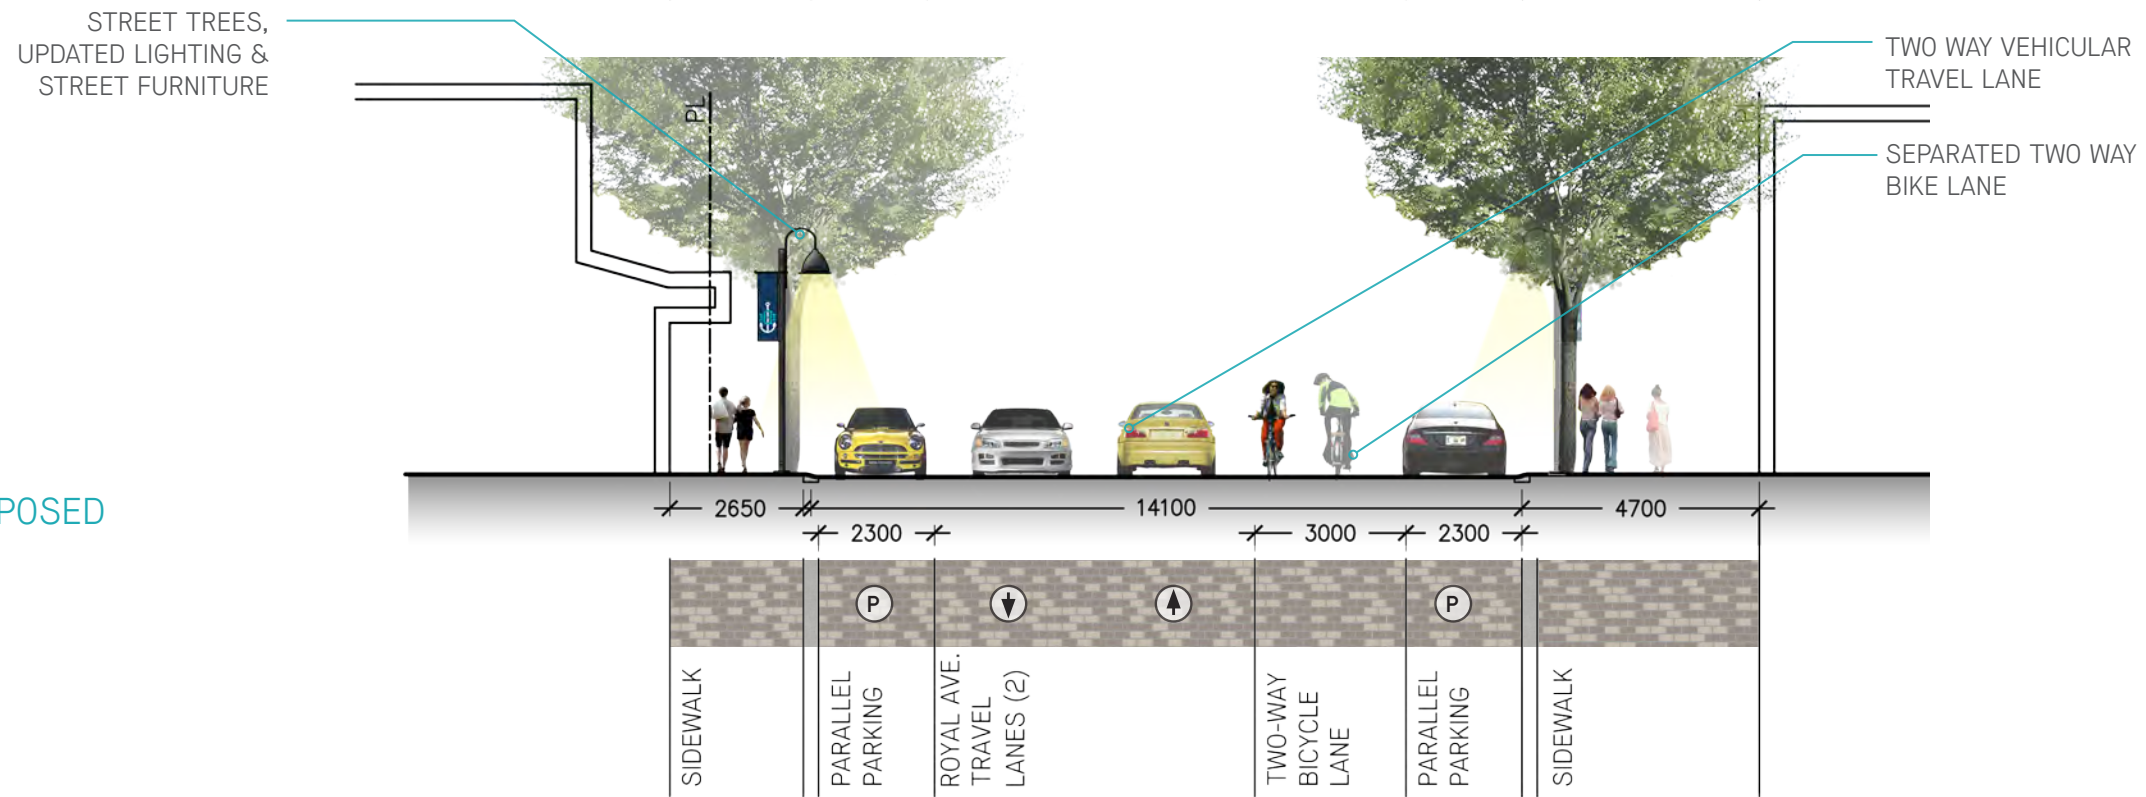 STREET TREES,
UPDATED LIGHTING &
STREET FURNITURE
TWO WAY VEHICULAR
TRAVEL LANE
SEPARATED TWO WAY
BIKE LANE
PL
POSED
2650
14100
4700
2300
3000
2300
P
P
SIDEWALK
PARALLEL
PARKING
ROYAL AVE.
TRAVEL
LANES (2)
TWO-WAY
BICYCLE
LANE
PARALLEL
PARKING
SIDEWALK